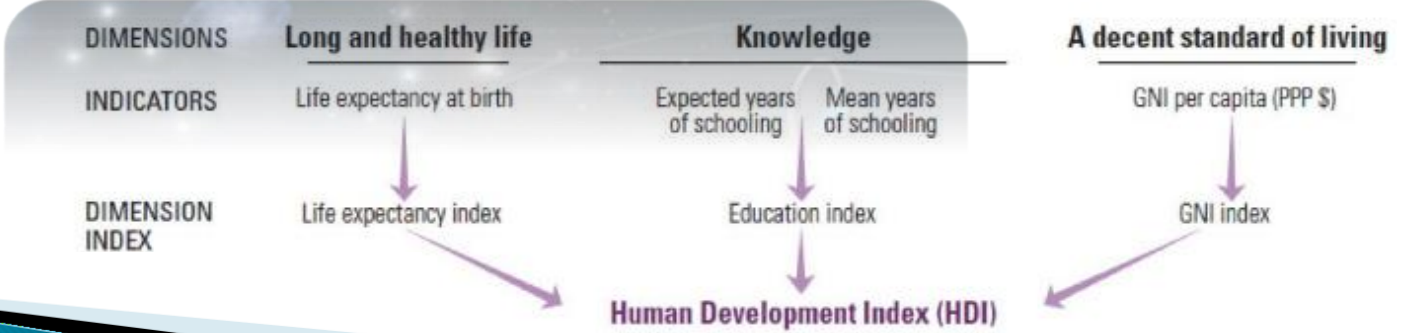 DIMENSIONS Long and healthy life Knowledge A decent standard of living
INDICATORS Life expectancy at birth Expected years Mean years GNI per capita (PPP $)
of schooling of schooling
DIMENSION Life expectancy index Education index GNI index
INDEX
Human Development Index (HDI)